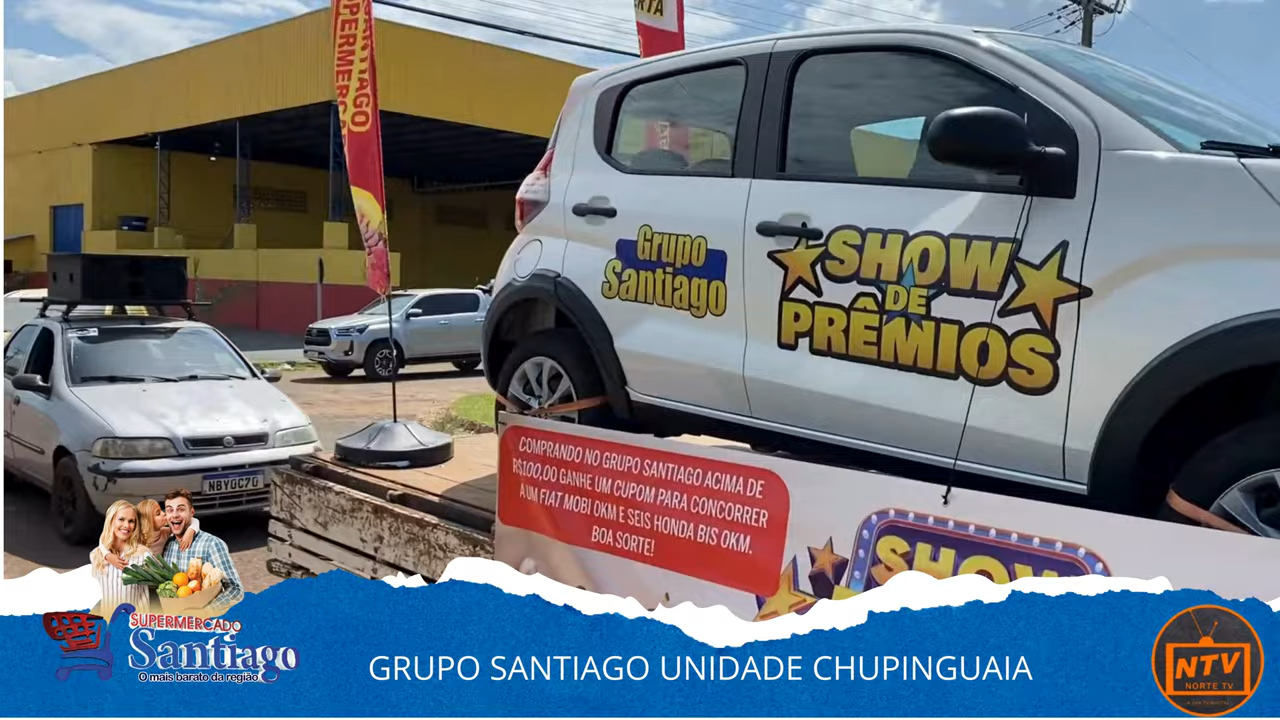 SANTIAGO
SUPERMERC
RTA
Grupo
Santiago
SHOW
DE
PRÊMIOS
COMPRANDO NO GRUPO SANTIAGO ACIMA DE
R$100,00 GANHE UM CUPOM PARA CONCORRER
À UM FIAT MOBI 0KM E SEIS HONDA BIS 0KM.
BOA SORTE!
SHOW
NBY0C70
SUPERMERCADO
Santiago
O mais barato da região
GRUPO SANTIAGO UNIDADE CHUPINGUAIA
NTV
NORTE TV